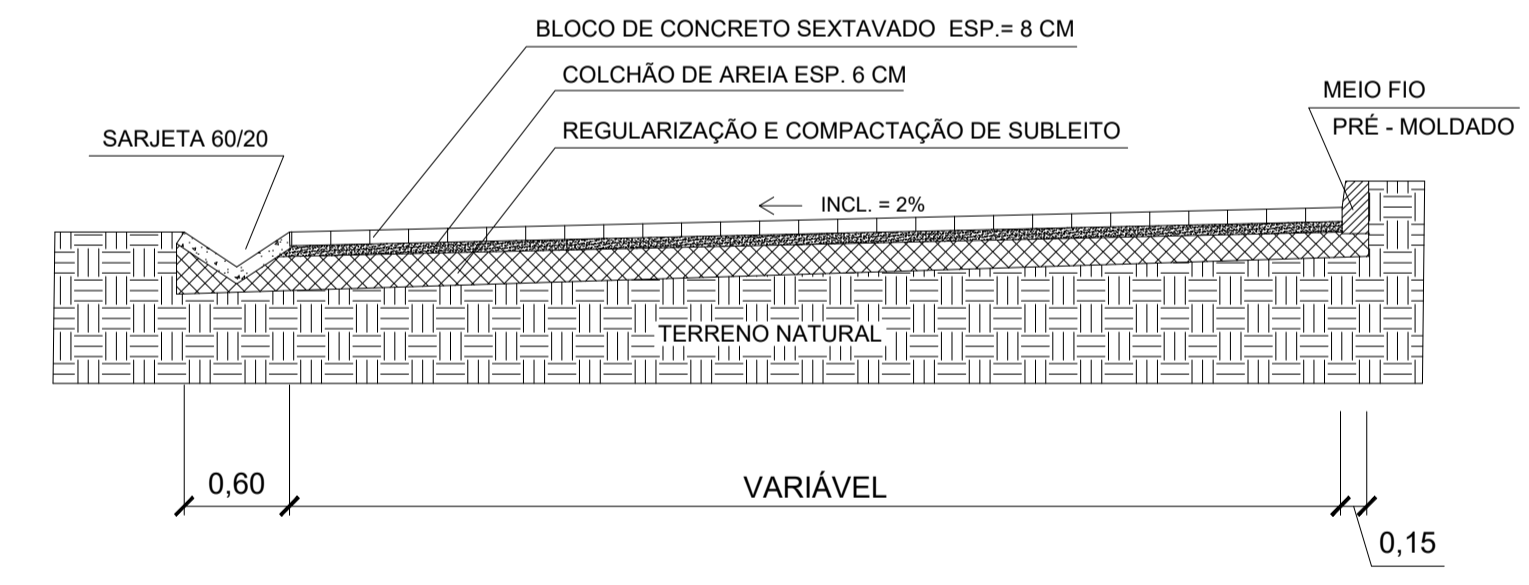 BLOCO DE CONCRETO SEXTAVADO ESP.= 8 CM
COLCHÃO DE AREIA ESP. 6 CM
MEIO FIO
PRÉ - MOLDADO
REGULARIZAÇÃO E COMPACTAÇÃO DE SUBLEITO
SARJETA 60/20
INCL. = 2%
TERRENO NATURAL
0,60
VARIÁVEL
0,15